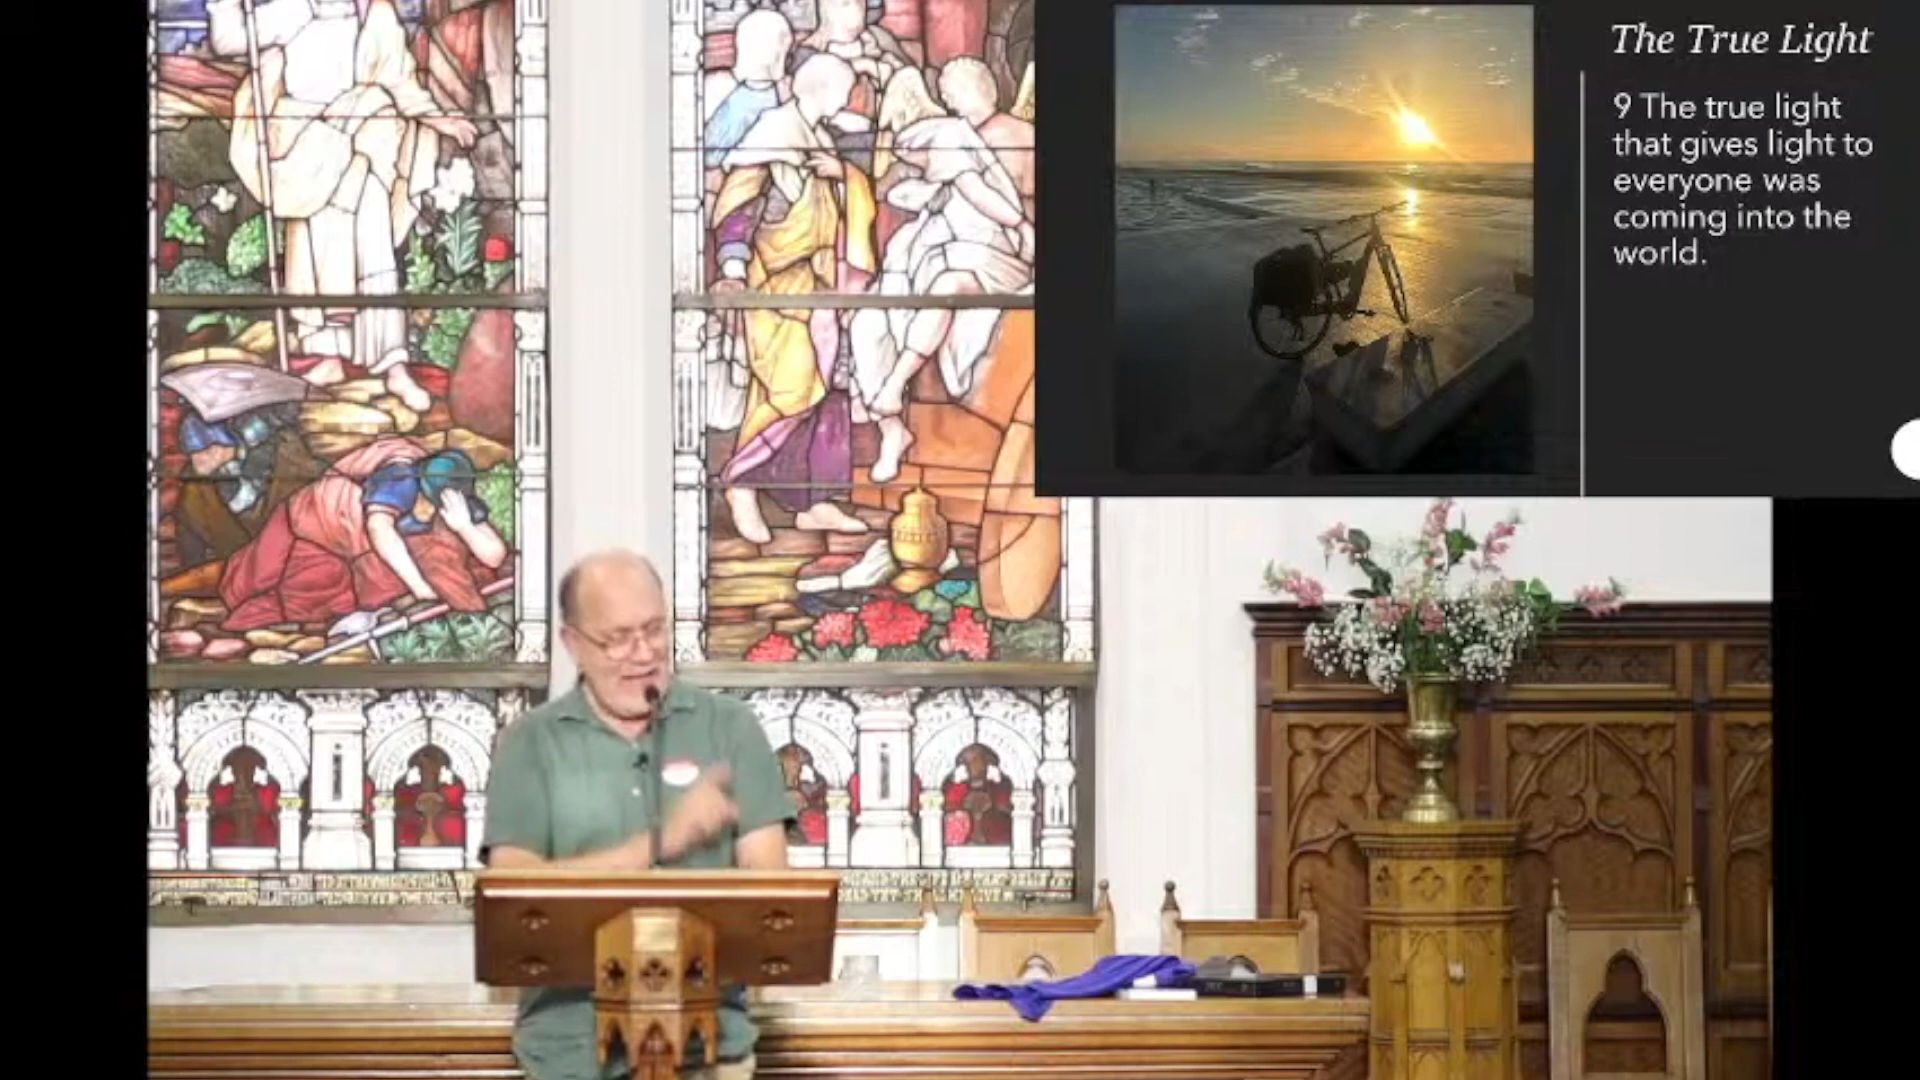 The True Light
9 The true light
that gives light to
everyone was
coming into the
world.